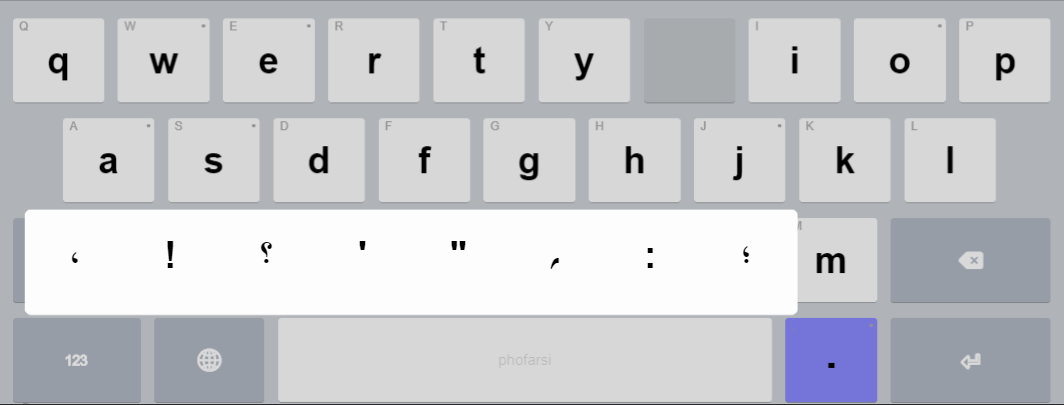 Q W E R T Y I P
q w e r t y i o p
A S D F G H J K L
a s d f g h j k l
، ! ؟ ' " ؍ : ؛ m
123 phofarsi .